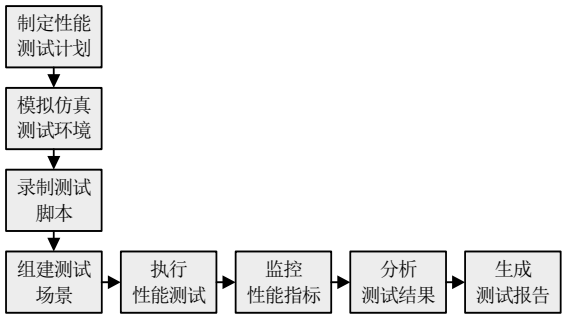 制定性能
测试计划
模拟仿真
测试环境
录制测试
脚本
组建测试
场景
执行
性能测试
监控
性能指标
分析
测试结果
生成
测试报告